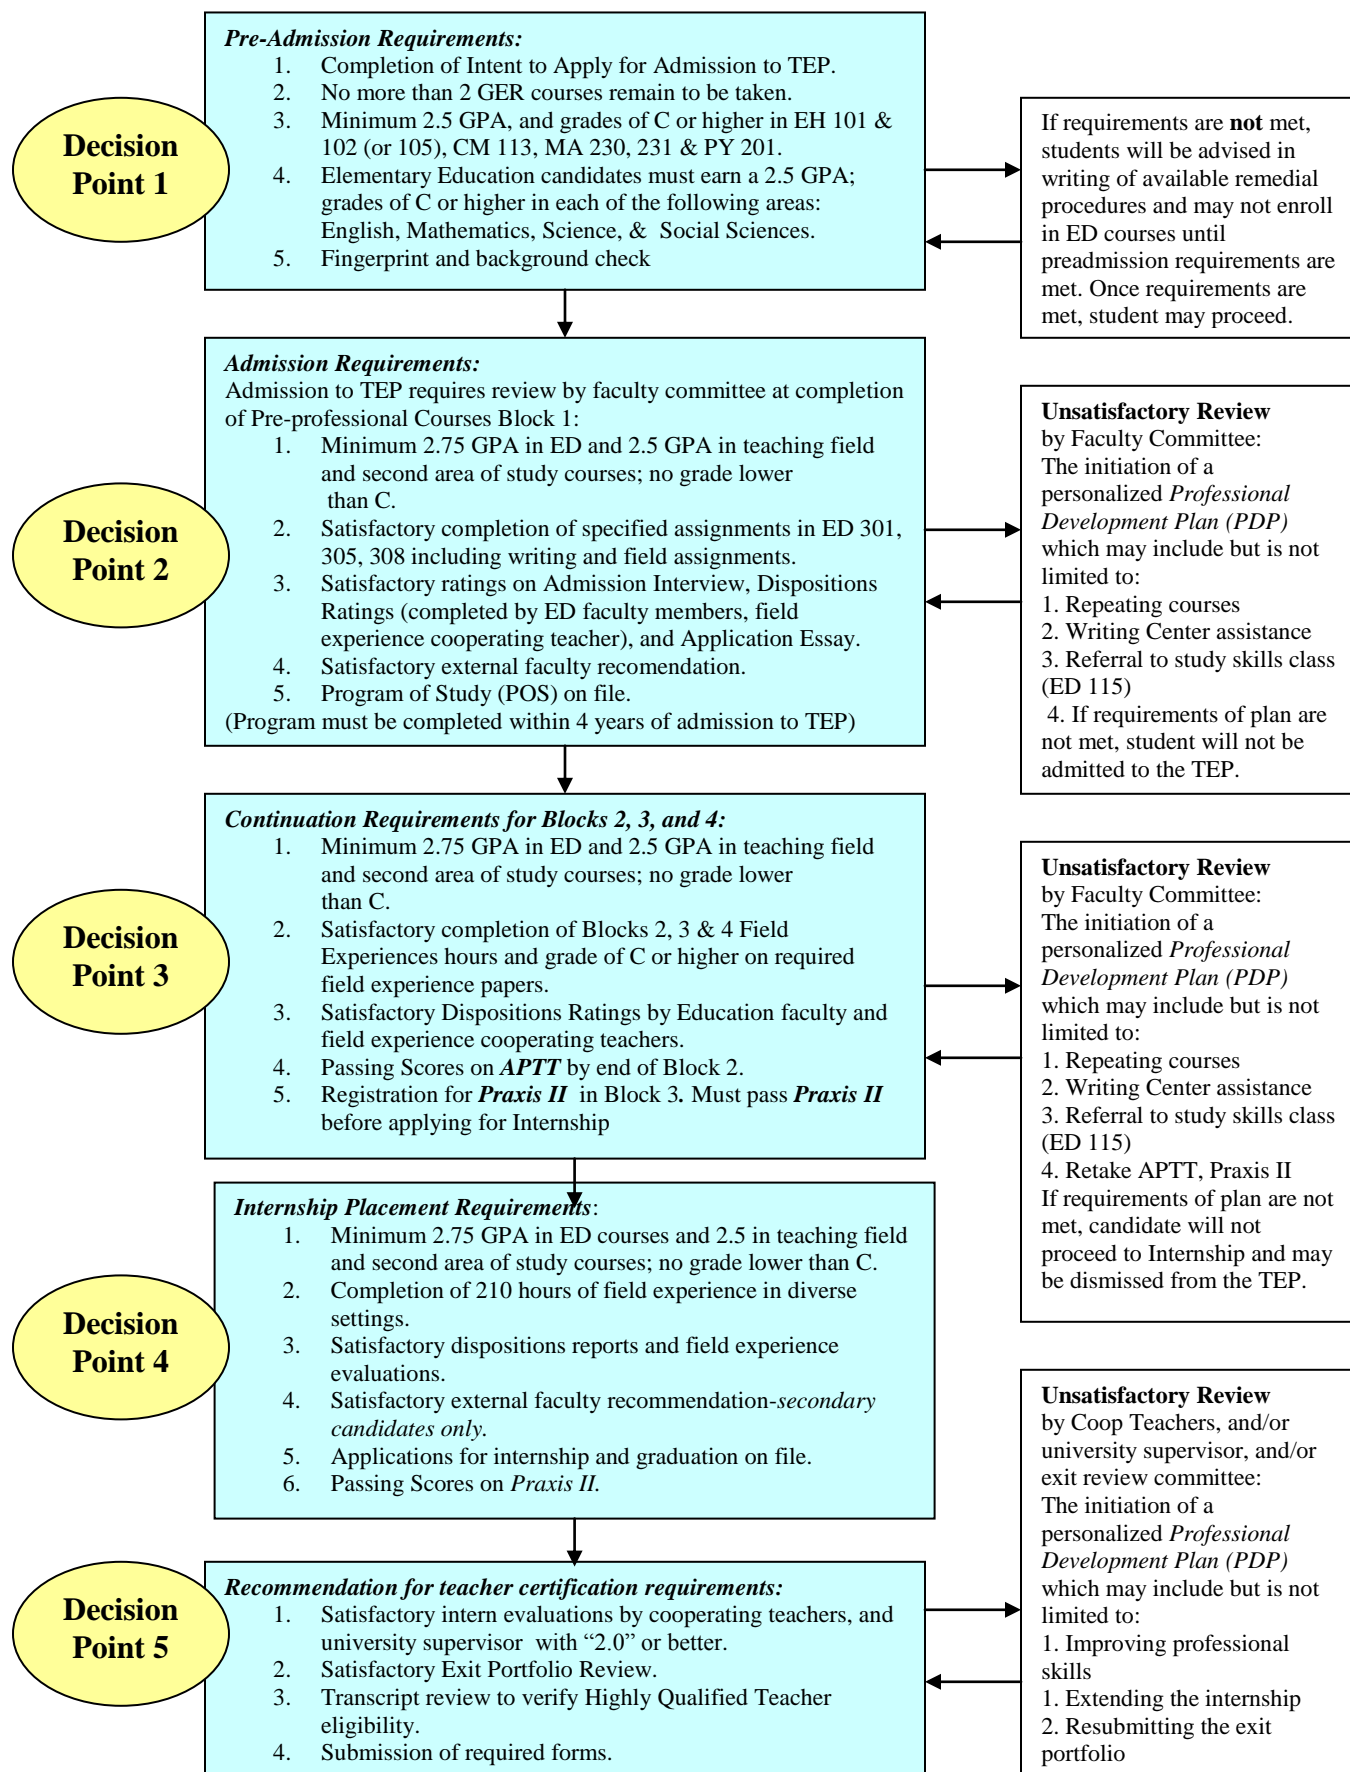 Pre-Admission Requirements:
1. Completion of Intent to Apply for Admission to TEP.
2. No more than 2 GER courses remain to be taken.
3. Minimum 2.5 GPA, and grades of C or higher in EH 101 &
102 (or 105), CM 113, MA 230, 231 & PY 201.
4. Elementary Education candidates must earn a 2.5 GPA;
grades of C or higher in each of the following areas:
English, Mathematics, Science, & Social Sciences.
5. Fingerprint and background check
Decision
Point 1
If requirements are not met,
students will be advised in
writing of available remedial
procedures and may not enroll
in ED courses until
preadmission requirements are
met. Once requirements are
met, student may proceed.
Admission Requirements:
Admission to TEP requires review by faculty committee at completion
of Pre-professional Courses Block 1:
1. Minimum 2.75 GPA in ED and 2.5 GPA in teaching field
and second area of study courses; no grade lower
than C.
2. Satisfactory completion of specified assignments in ED 301,
305, 308 including writing and field assignments.
3. Satisfactory ratings on Admission Interview, Dispositions
Ratings (completed by ED faculty members, field
experience cooperating teacher), and Application Essay.
4. Satisfactory external faculty recomendation.
5. Program of Study (POS) on file.
(Program must be completed within 4 years of admission to TEP)
Decision
Point 2
Unsatisfactory Review
by Faculty Committee:
The initiation of a
personalized Professional
Development Plan (PDP)
which may include but is not
limited to:
1. Repeating courses
2. Writing Center assistance
3. Referral to study skills class
(ED 115)
4. If requirements of plan are
not met, student will not be
admitted to the TEP.
Continuation Requirements for Blocks 2, 3, and 4:
1. Minimum 2.75 GPA in ED and 2.5 GPA in teaching field
and second area of study courses; no grade lower
than C.
2. Satisfactory completion of Blocks 2, 3 & 4 Field
Experiences hours and grade of C or higher on required
field experience papers.
3. Satisfactory Dispositions Ratings by Education faculty and
field experience cooperating teachers.
4. Passing Scores on APTT by end of Block 2.
5. Registration for Praxis II in Block 3. Must pass Praxis II
before applying for Internship
Decision
Point 3
Unsatisfactory Review
by Faculty Committee:
The initiation of a
personalized Professional
Development Plan (PDP)
which may include but is not
limited to:
1. Repeating courses
2. Writing Center assistance
3. Referral to study skills class
(ED 115)
4. Retake APTT, Praxis II
If requirements of plan are not
met, candidate will not
proceed to Internship and may
be dismissed from the TEP.
Internship Placement Requirements:
1. Minimum 2.75 GPA in ED courses and 2.5 in teaching field
and second area of study courses; no grade lower than C.
2. Completion of 210 hours of field experience in diverse
settings.
3. Satisfactory dispositions reports and field experience
evaluations.
4. Satisfactory external faculty recommendation-secondary
candidates only.
5. Applications for internship and graduation on file.
6. Passing Scores on Praxis II.
Decision
Point 4
Unsatisfactory Review
by Coop Teachers, and/or
university supervisor, and/or
exit review committee:
The initiation of a
personalized Professional
Development Plan (PDP)
which may include but is not
limited to:
1. Improving professional
skills
1. Extending the internship
2. Resubmitting the exit
portfolio
Recommendation for teacher certification requirements:
1. Satisfactory intern evaluations by cooperating teachers, and
university supervisor with “2.0” or better.
2. Satisfactory Exit Portfolio Review.
3. Transcript review to verify Highly Qualified Teacher
eligibility.
4. Submission of required forms.
Decision
Point 5